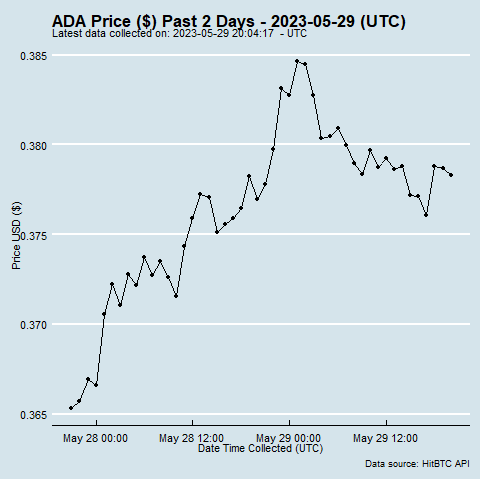 ADA Price ($) Past 2 Days - 2023-05-29 (UTC)
Latest data collected on: 2023-05-29 20:04:17 - UTC
0.385
0.380
0.375
0.370
0.365
Price USD ($)
May 28 00:00 May 28 12:00 May 29 00:00 May 29 12:00
Date Time Collected (UTC)
Data source: HitBTC API